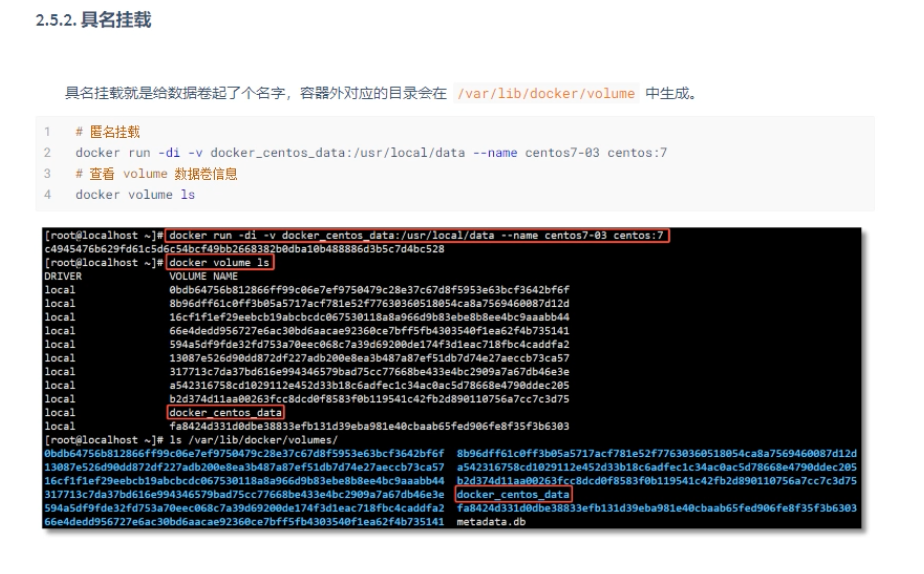 2.5.2. 具名挂载
具名挂载就是给数据卷起了个名字，容器外对应的目录会在 /var/lib/docker/volume 中生成。
1 # 匿名挂载
2 docker run -di -v docker_centos_data:/usr/local/data --name centos7-03 centos:7
3 # 查看 volume 数据卷信息
4 docker volume ls
[root@localhost ~]# docker run -di -v docker_centos_data:/usr/local/data --name centos7-03 centos:7
c4945476b629fd61c5d6c54bcf49bb2668382b0dba10b488886d3b5c7d4bc528
[root@localhost ~]# docker volume ls
DRIVER VOLUME NAME
local 0bdb64756b812866ff99c06e7ef9750479c28e37c67d8f5953c63bcf3642bf6f
local 8b96dff61c0ff3b05a5717acf781e52f77630360518054ca8a7569460087d12d
local 16cf1f1ef29eebcb19abcbcdc067530118a8a966d9b83ebe8b8ee4bc9aaabb44
local 66e4dedd956727e6ac30bd6aacae92360ce7bff5fb4303540f1ea62f4b735141
local 594a5df9fde32fd753a70eec068c7a39d69200de174f3d1eac718fbc4caddfa2
local 13087e526d90dd872df227adb200e8ea3b487a87ef51db7d74e27aeccb73ca57
local 317713c7da37bd616e994346579bad75cc77668be433e4bc2909a7a67db46e3e
local a542316758cd1029112e452d33b18c6adfec1c34ac0ac5d78668e4790ddec205
local b2d374d11aa00263fcc8dcd0f8583f0b119541c42fb2d890110756a7cc7c3d75
local docker_centos_data
local fa8424d331d0dbe38833efb131d39eba981e40cbaab65fed906fe8f35f3b6303
[root@localhost ~]# ls /var/lib/docker/volumes/
0bdb64756b812866ff99c06e7ef9750479c28e37c67d8f5953c63bcf3642bf6f 8b96dff61c0ff3b05a5717acf781e52f77630360518054ca8a7569460087d12d
13087e526d90dd872df227adb200e8ea3b487a87ef51db7d74e27aeccb73ca57 a542316758cd1029112e452d33b18c6adfec1c34ac0ac5d78668e4790ddec205
16cf1f1ef29eebcb19abcbcdc067530118a8a966d9b83ebe8b8ee4bc9aaabb44 b2d374d11aa00263fcc8dcd0f8583f0b119541c42fb2d890110756a7cc7c3d75
317713c7da37bd616e994346579bad75cc77668be433e4bc2909a7a67db46e3e docker_centos_data
594a5df9fde32fd753a70eec068c7a39d69200de174f3d1eac718fbc4caddfa2 fa8424d331d0dbe38833efb131d39eba981e40cbaab65fed906fe8f35f3b6303
66e4dedd956727e6ac30bd6aacae92360ce7bff5fb4303540f1ea62f4b735141 metadata.db